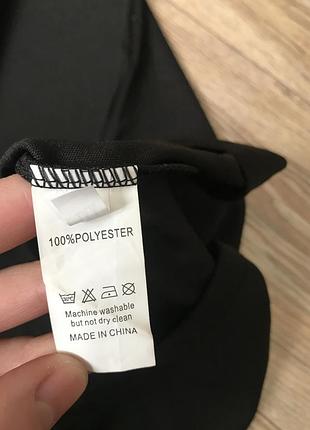 100%POLYESTER
Machine washable
but not dry clean
MADE IN CHINA